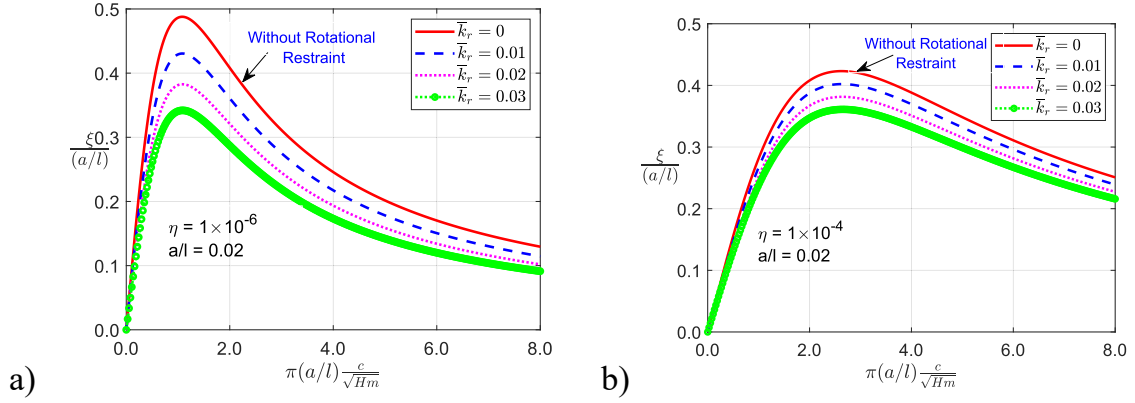 0.5
0.4
0.3
0.2
0.1
0.0
ξ
(a/l)
Without Rotational
Restraint
k̅r = 0
k̅r = 0.01
k̅r = 0.02
k̅r = 0.03
η = 1×10-6
a/l = 0.02
0.0 2.0 4.0 6.0 8.0
π(a/l) c/√Hm
a)
0.5
0.4
0.3
0.2
0.1
0.0
ξ
(a/l)
Without Rotational
Restraint
k̅r = 0
k̅r = 0.01
k̅r = 0.02
k̅r = 0.03
η = 1×10-4
a/l = 0.02
0.0 2.0 4.0 6.0 8.0
π(a/l) c/√Hm
b)